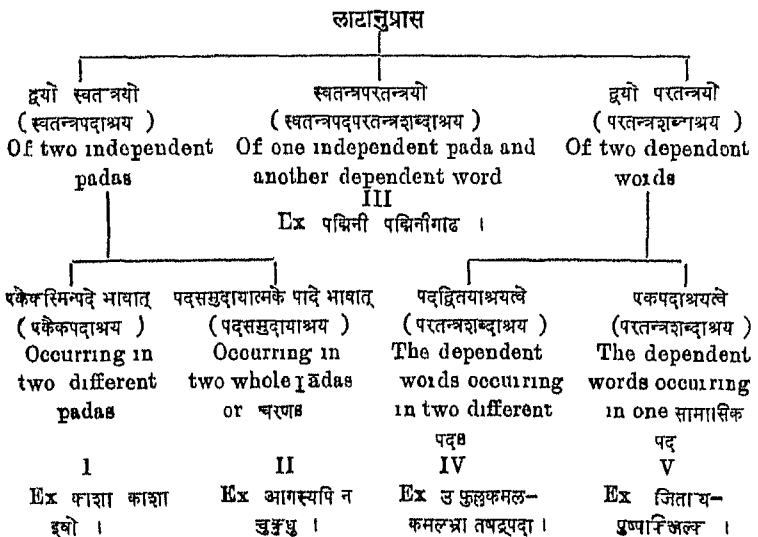 लाटानुप्रास
द्वयो स्वतन्त्रयो
(स्वतन्त्रपदाश्रय)
Of two independent
padas
स्वतन्त्रपरतन्त्रयो
(स्वतन्त्रपदपरतन्त्रशब्दाश्रय)
Of one independent pada and
another dependent word
III
Ex पद्मिनी पद्मिनीगाढ ।
द्वयो परतन्त्रयो
(परतन्त्रशब्दाश्रय)
Of two dependent
words
एकैकस्मिन्पदे भावात्
(एकैकपदाश्रय)
Occurring in
two different
padas
I
Ex काशा काशा
इवो ।
पदसमुदायात्मके पादे भावात्
(पदसमुदायाश्रय)
Occurring in
two whole pādas
or चरणs
II
Ex आगस्यपि न
चुक्रुधु ।
पदद्वितयाश्रयत्वे
(परतन्त्रशब्दाश्रय)
The dependent
words occurring
in two different
पदs
IV
Ex उ फुल्लकमल-
एकपदाश्रयत्वे
(परतन्त्रशब्दाश्रय)
The dependent
words occurring
in one सामासिक
पद
V
Ex जिता य-